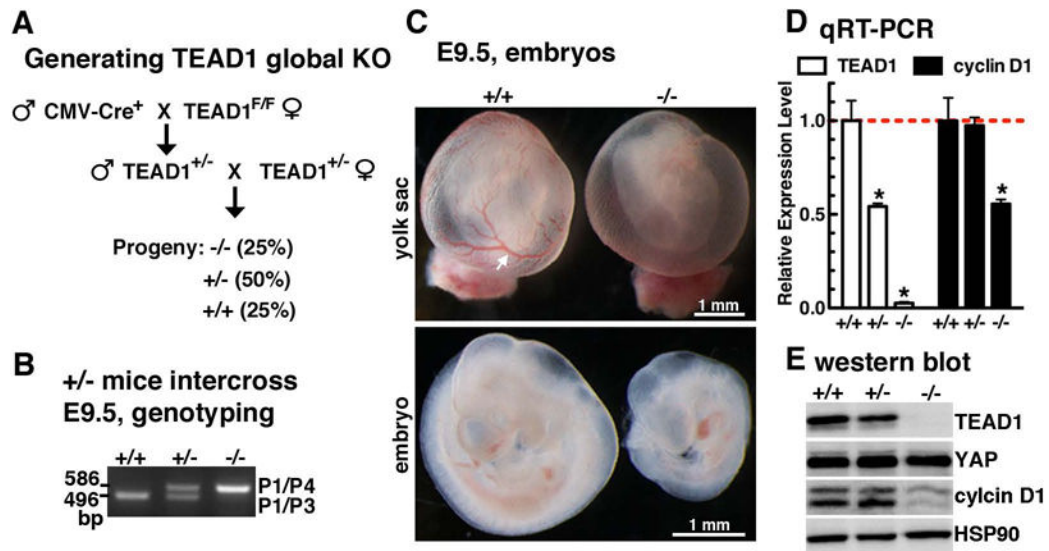 A
Generating TEAD1 global KO
♂ CMV-Cre+ X TEAD1F/F ♀
♂ TEAD1+/- X TEAD1+/- ♀
Progeny: -/- (25%)
+/- (50%)
+/+ (25%)
B
+/- mice intercross
E9.5, genotyping
+/+ +/- -/-
586 P1/P4
496 P1/P3
bp
C
E9.5, embryos
+/+ -/-
yolk sac
1 mm
embryo
1 mm
D qRT-PCR
TEAD1 cyclin D1
Relative Expression Level
1.0
0.5
0.0
* * *
+/+ +/- -/- +/+ +/- -/-
E western blot
+/+ +/- -/-
TEAD1
YAP
cylcin D1
HSP90